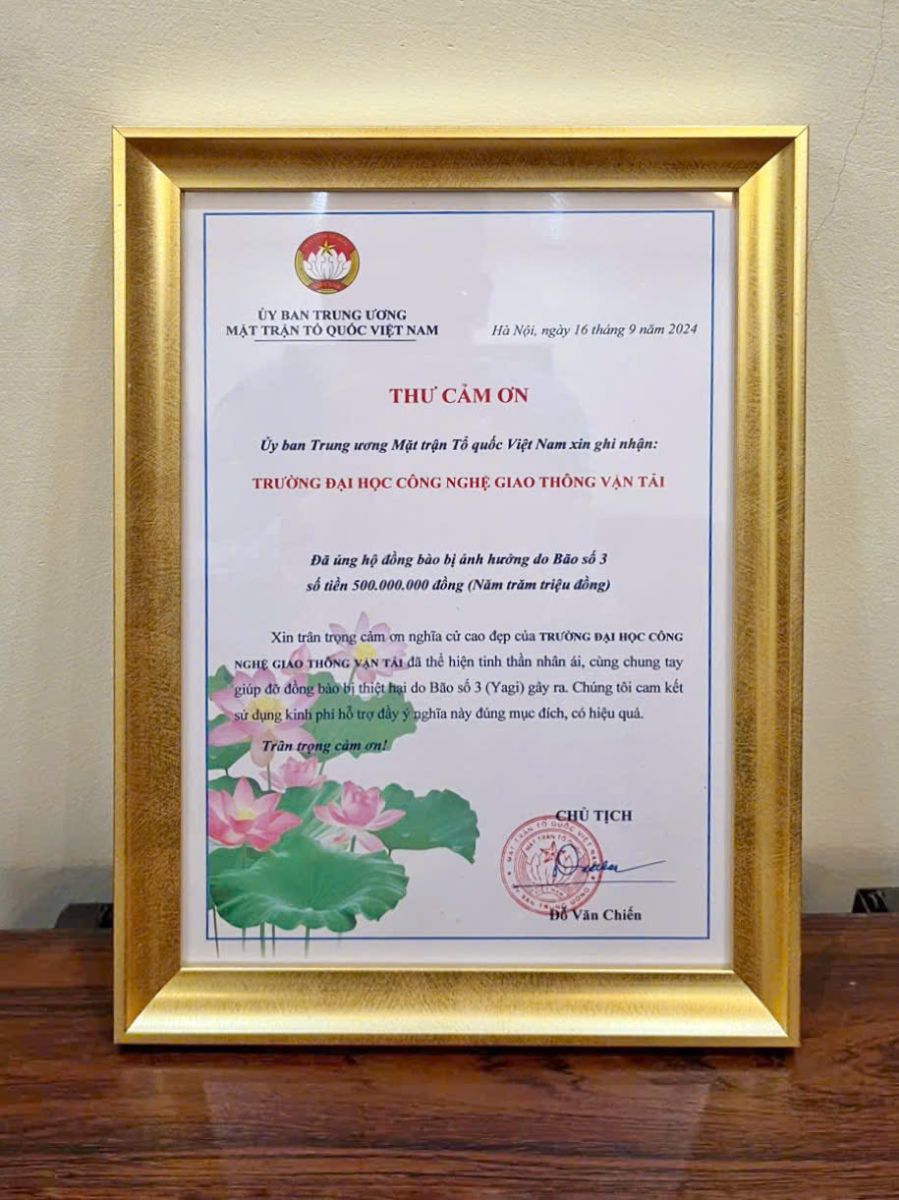 ỦY BAN TRUNG ƯƠNG
MẶT TRẬN TỔ QUỐC VIỆT NAM
Hà Nội, ngày 16 tháng 9 năm 2024
THƯ CẢM ƠN
Ủy ban Trung ương Mặt trận Tổ quốc Việt Nam xin ghi nhận:
TRƯỜNG ĐẠI HỌC CÔNG NGHỆ GIAO THÔNG VẬN TẢI
Đã ủng hộ đồng bào bị ảnh hưởng do Bão số 3
số tiền 500.000.000 đồng (Năm trăm triệu đồng)
Xin trân trọng cảm ơn nghĩa cử cao đẹp của TRƯỜNG ĐẠI HỌC CÔNG
NGHỆ GIAO THÔNG VẬN TẢI đã thể hiện tinh thần nhân ái, cùng chung tay
giúp đỡ đồng bào bị thiệt hại do Bão số 3 (Yagi) gây ra. Chúng tôi cam kết
sử dụng kinh phí hỗ trợ đầy ý nghĩa này đúng mục đích, có hiệu quả.
Trân trọng cảm ơn!
CHỦ TỊCH
MẶT TRẬN TỔ QUỐC VIỆT NAM
Đỗ Văn Chiến